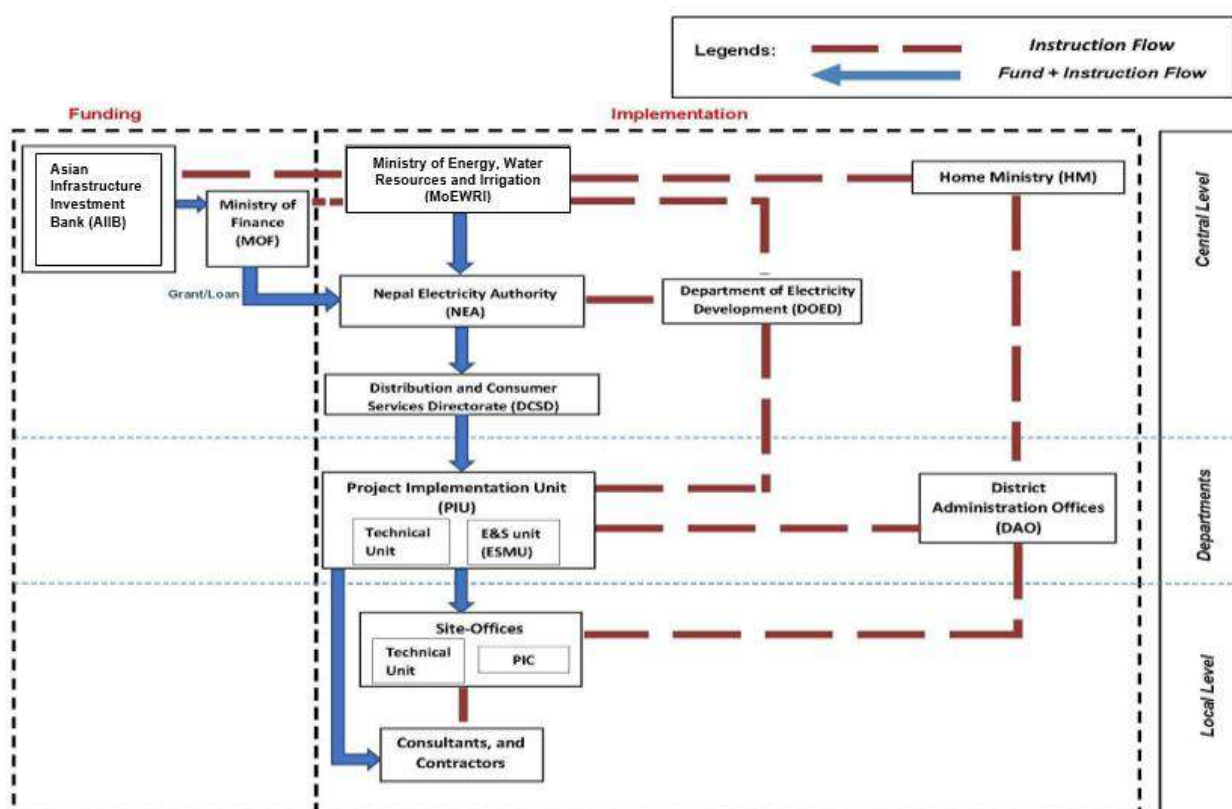 Legends:
Instruction Flow
Fund + Instruction Flow
Funding
Implementation
Asian
Infrastructure
Investment
Bank (AIIB)
Ministry of
Finance
(MOF)
Grant/Loan
Ministry of Energy, Water
Resources and Irrigation
(MoEWRI)
Home Ministry (HM)
Nepal Electricity Authority
(NEA)
Department of Electricity
Development (DOED)
Distribution and Consumer
Services Directorate (DCSD)
Central Level
Project Implementation Unit
(PIU)
Technical
Unit
E&S unit
(ESMU)
District
Administration Offices
(DAO)
Departments
Site-Offices
Technical
Unit
PIC
Consultants, and
Contractors
Local Level